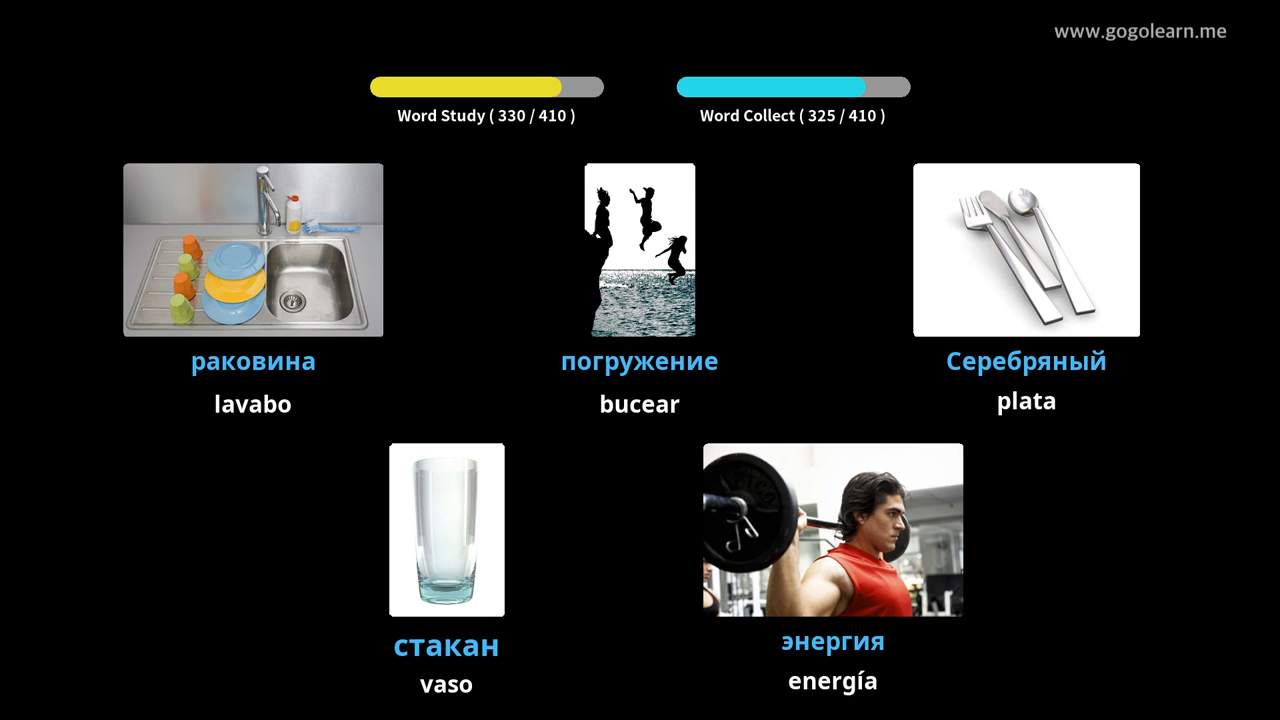 www.gogolearn.me
Word Study ( 330 / 410 )
Word Collect ( 325 / 410 )
раковина
погружение
Серебряный
lavabo
bucear
plata
стакан
энергия
vaso
energía